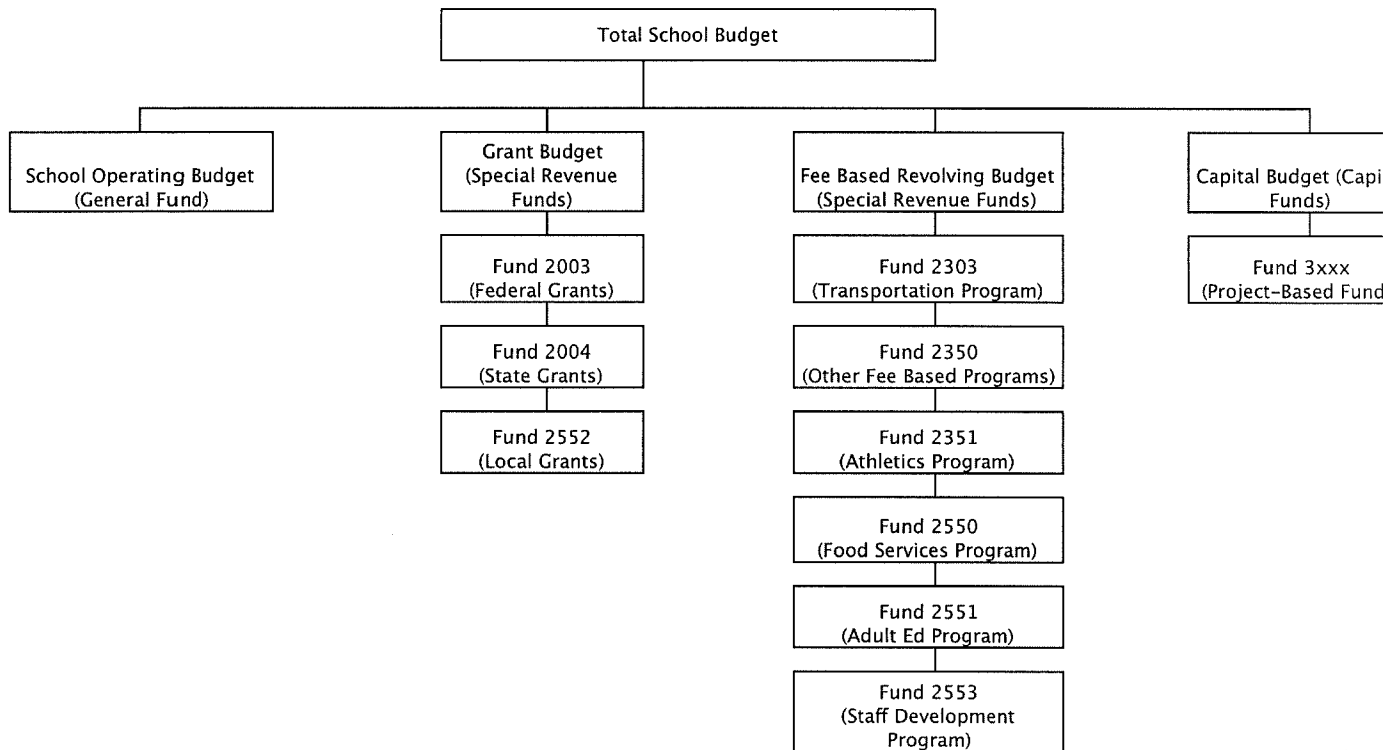 Total School Budget
School Operating Budget
(General Fund)
Grant Budget
(Special Revenue
Funds)
Fund 2003
(Federal Grants)
Fund 2004
(State Grants)
Fund 2552
(Local Grants)
Fee Based Revolving Budget
(Special Revenue Funds)
Fund 2303
(Transportation Program)
Fund 2350
(Other Fee Based Programs)
Fund 2351
(Athletics Program)
Fund 2550
(Food Services Program)
Fund 2551
(Adult Ed Program)
Fund 2553
(Staff Development
Program)
Capital Budget (Capi
Funds)
Fund 3xxx
(Project-Based Fund